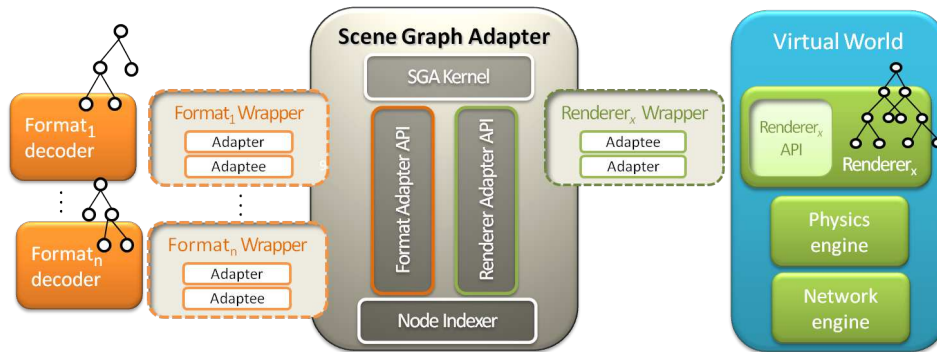 Scene Graph Adapter
SGA Kernel
Format Adapter API
Renderer Adapter API
Node Indexer
Format1
decoder
Format1 Wrapper
Adapter
Adaptee
Formatn
decoder
Formatn Wrapper
Adapter
Adaptee
Rendererx Wrapper
Adaptee
Adapter
Virtual World
Rendererx
API
Rendererx
Physics
engine
Network
engine